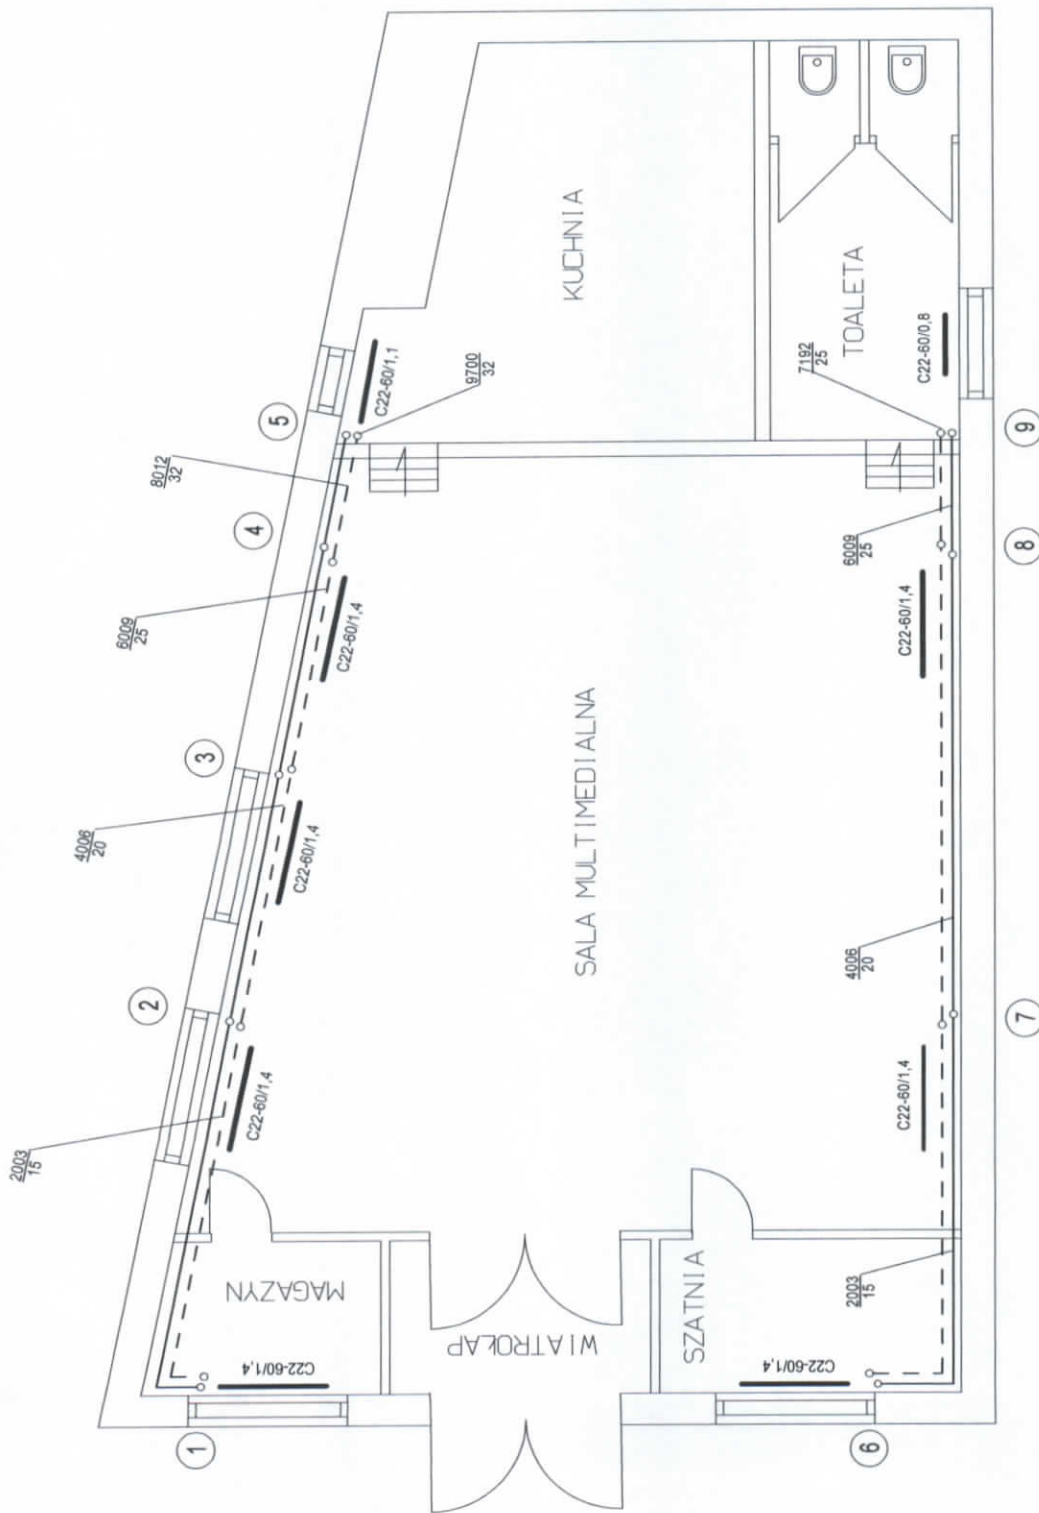 5
4
3
2
1
8012
32
9700
32
6009
25
4006
20
2003
15
C22-60/1,1
C22-60/1,4
C22-60/1,4
C22-60/1,4
C22-60/1,4
KUCHNIA
TOALETA
7192
25
C22-60/0,8
SALA MULTIMEDIALNA
6009
25
C22-60/1,4
4006
20
C22-60/1,4
MAGAZYN
WIATROŁAP
SZATNIA
2003
15
C22-60/1,4
9
8
7
6